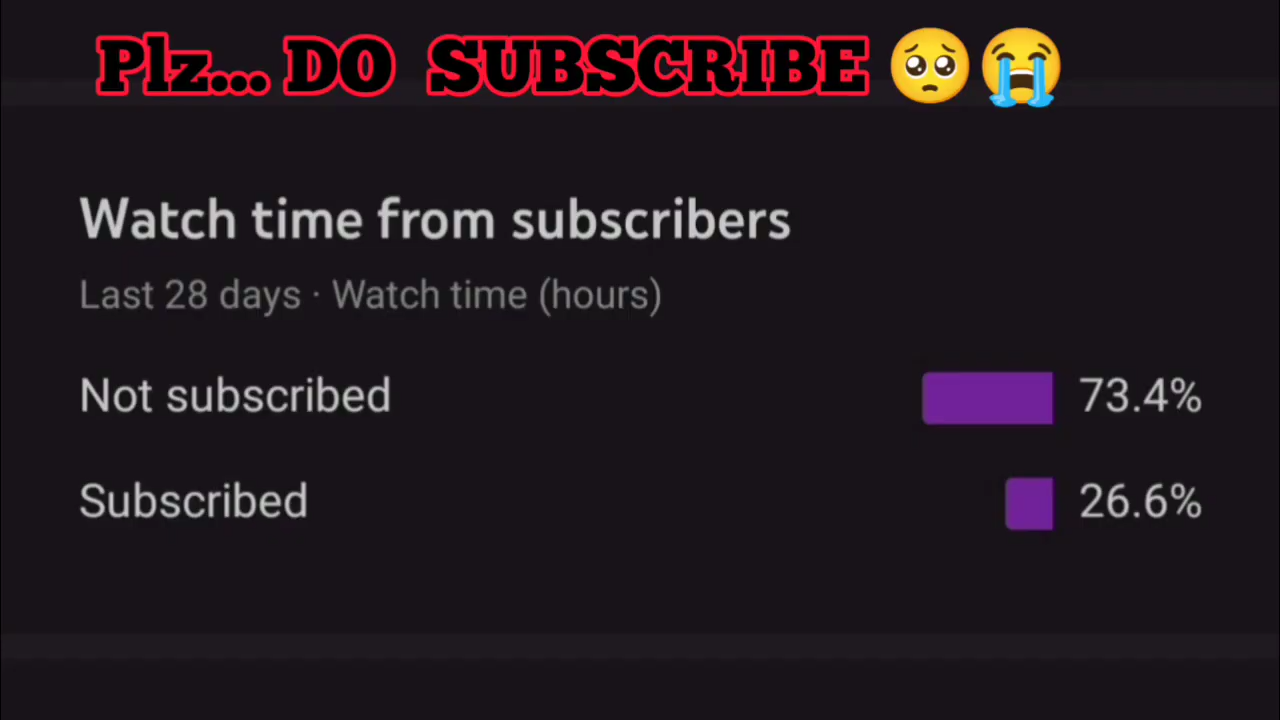 Plz... DO SUBSCRIBE 🥺😭
Watch time from subscribers
Last 28 days · Watch time (hours)
Not subscribed 73.4%
Subscribed 26.6%